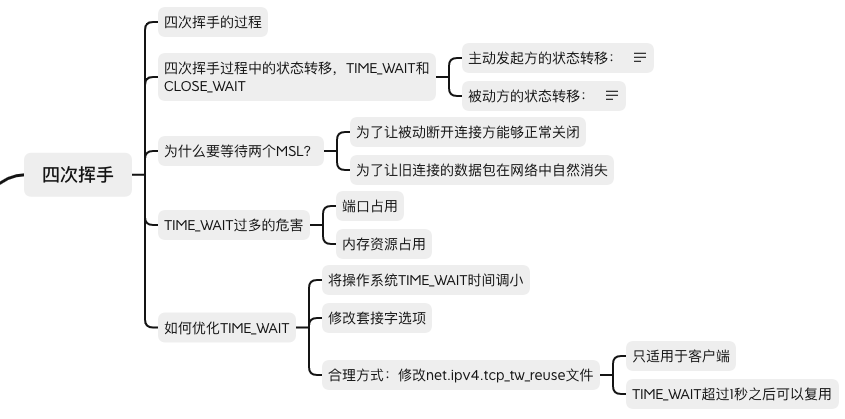 四次挥手
四次挥手的过程
四次挥手过程中的状态转移，TIME_WAIT和
CLOSE_WAIT
主动发起方的状态转移：
被动方的状态转移：
为什么要等待两个MSL？
为了让被动断开连接方能够正常关闭
为了让旧连接的数据包在网络中自然消失
TIME_WAIT过多的危害
端口占用
内存资源占用
如何优化TIME_WAIT
将操作系统TIME_WAIT时间调小
修改套接字选项
合理方式：修改net.ipv4.tcp_tw_reuse文件
只适用于客户端
TIME_WAIT超过1秒之后可以复用